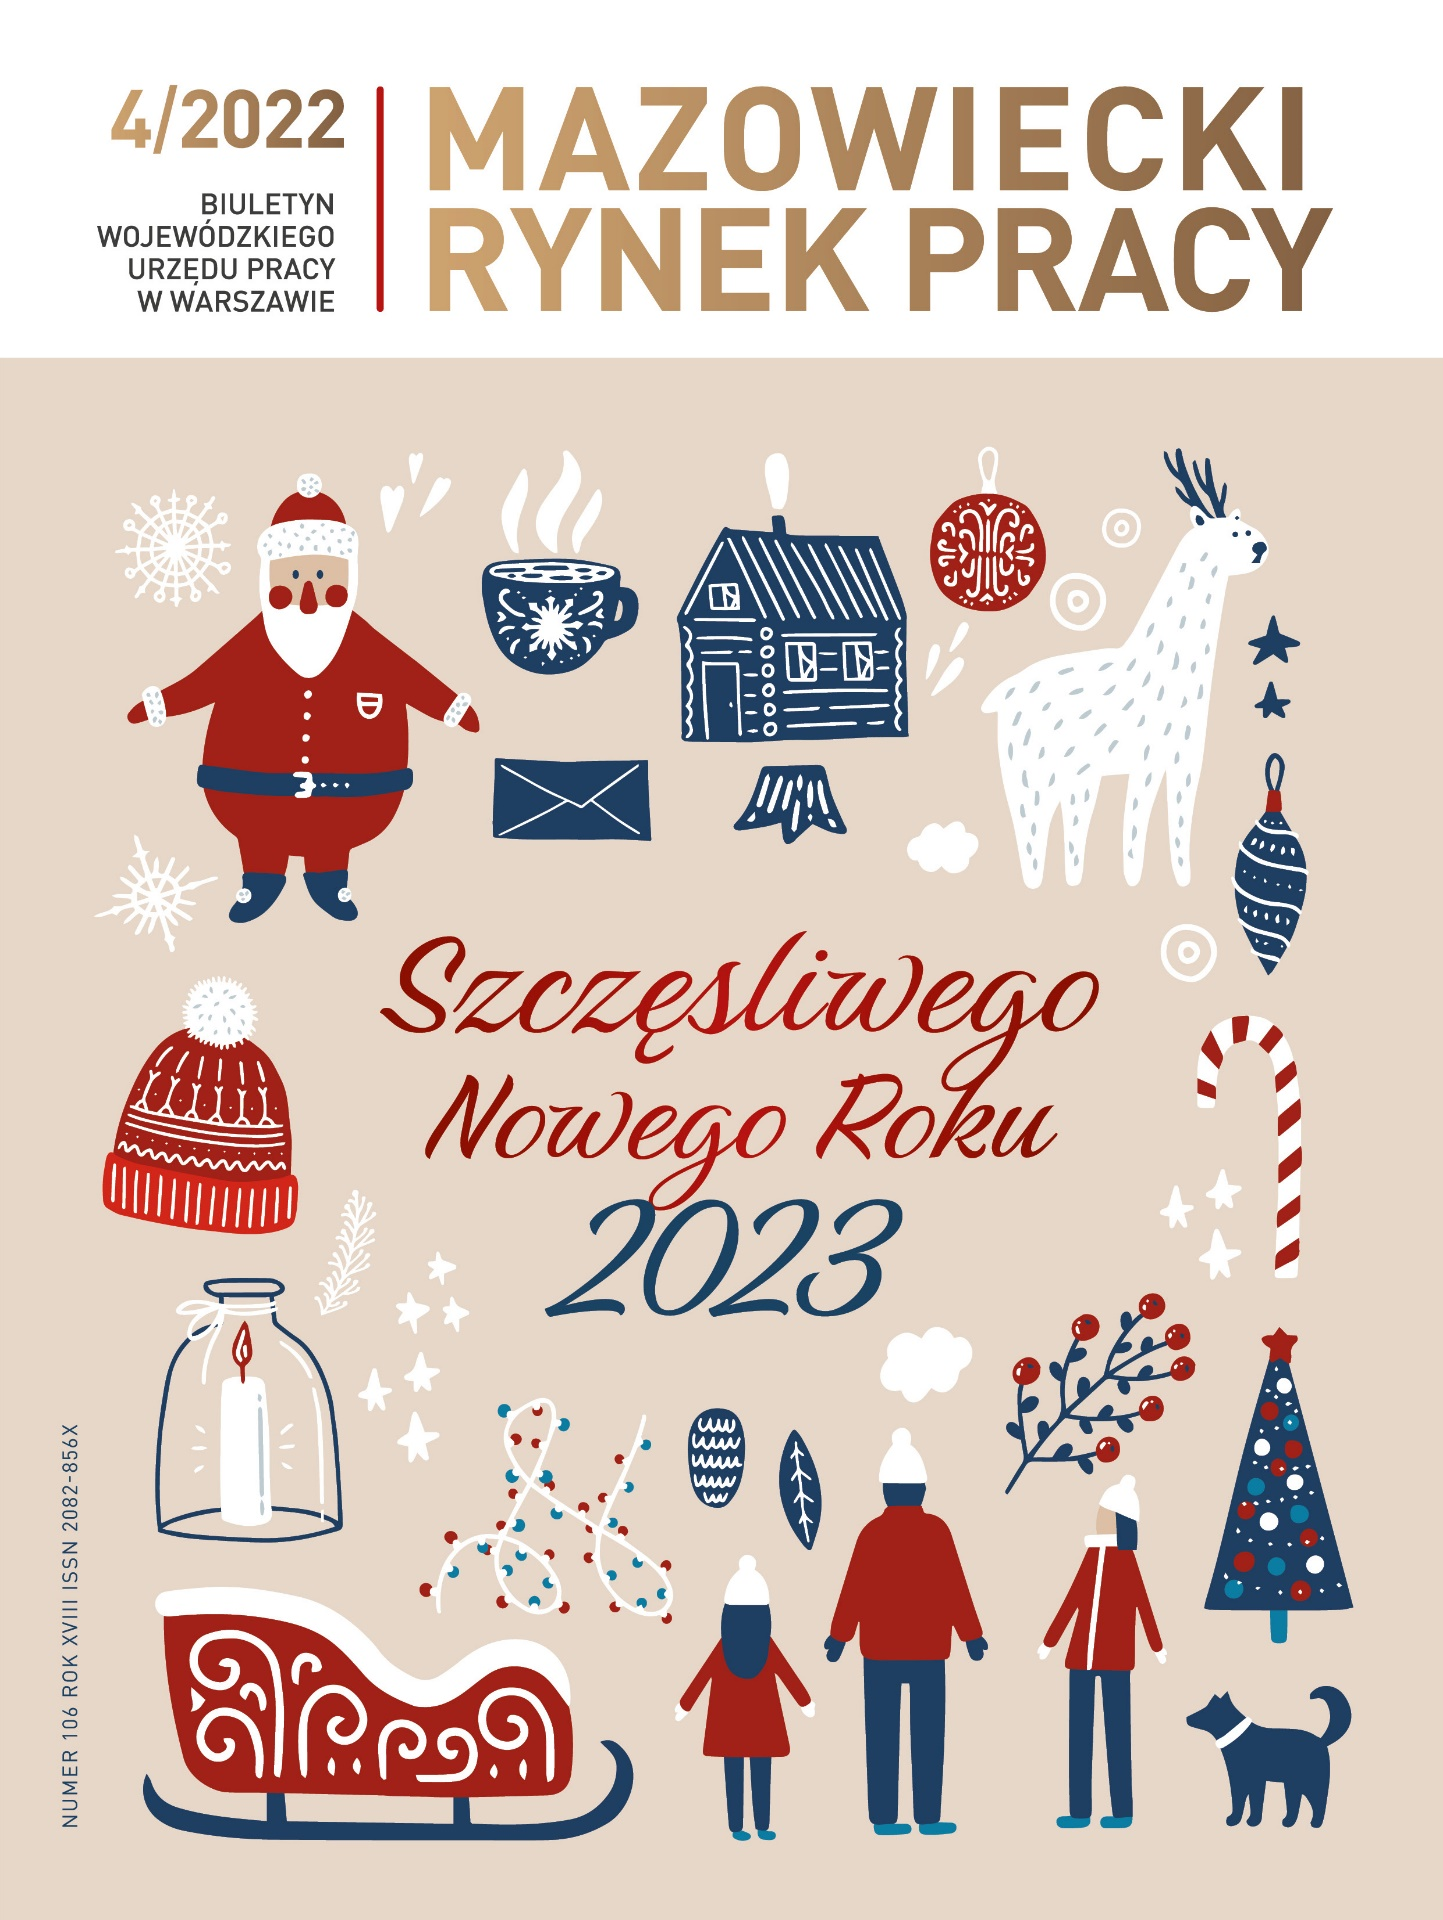 4/2022
BIULETYN
WOJEWÓDZKIEGO
URZĘDU PRACY
W WARSZAWIE
MAZOWIECKI
RYNEK PRACY
Szczęsliwego
Nowego Roku
2023
NUMER 106 ROK XVIII ISSN 2082-856X